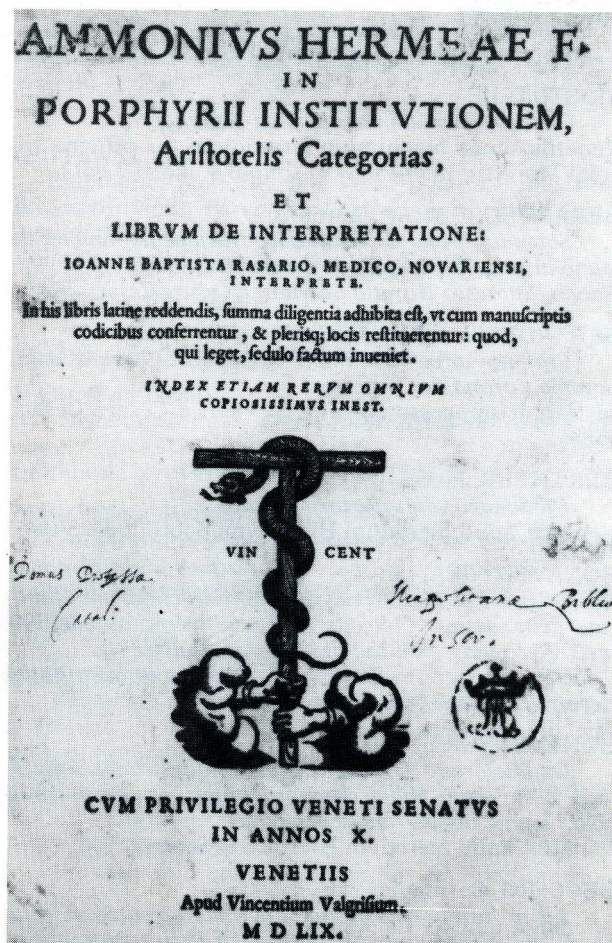 AMMONIVS HERMEAE F.
IN
PORPHYRII INSTITVTIONEM,
Ariſtotelis Categorias,
ET
LIBRVM DE INTERPRETATIONE:
IOANNE BAPTISTA RASARIO, MEDICO, NOVARIENSI,
INTERPRETE.
In his libris latine reddendis, ſumma diligentia adhibita eſt, vt cum manuſcriptis
codicibus conferrentur, & plerisq; locis reſtituerentur: quod,
qui leget, ſedulo factum inueniet.
INDEX ETIAM RERVM OMNIVM
COPIOSISSIMVS INEST.
VIN CENT
Domus
CVM PRIVILEGIO VENETI SENATVS
IN ANNOS X.
VENETIIS
Apud Vincentium Valgriſium.
M D LIX.